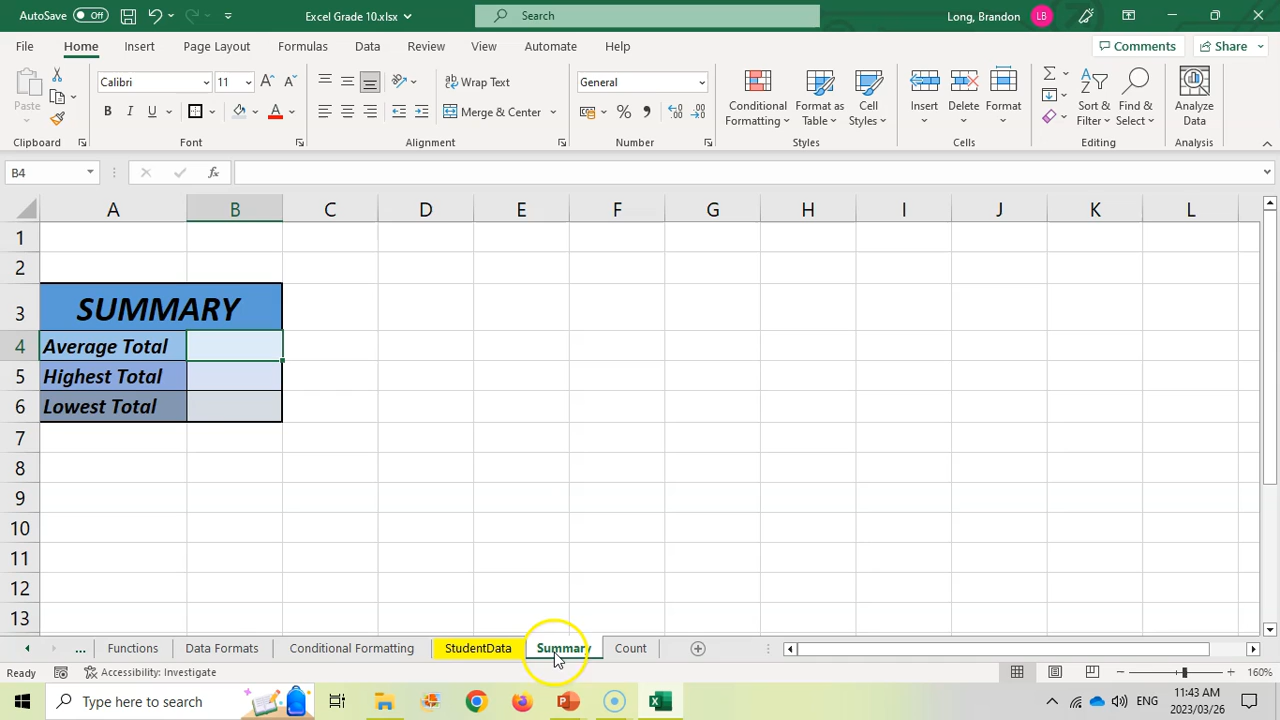 AutoSave Off
Excel Grade 10.xlsx
Search
Long, Brandon
LB
File Home Insert Page Layout Formulas Data Review View Automate Help
Comments Share
Paste
Calibri 11
B I U
Wrap Text
Merge & Center
General
Conditional Formatting
Format as Table
Cell Styles
Insert
Delete
Format
Sort & Filter
Find & Select
Analyze Data
Clipboard Font Alignment Number Styles Cells Editing Analysis
B4
fx
A B C D E F G H I J K L
1
2
3 SUMMARY
4 Average Total
5 Highest Total
6 Lowest Total
7
8
9
10
11
12
13
... Functions Data Formats Conditional Formatting StudentData Summary Count
Ready Accessibility: Investigate 160%
Type here to search
ENG
11:43 AM
2023/03/26